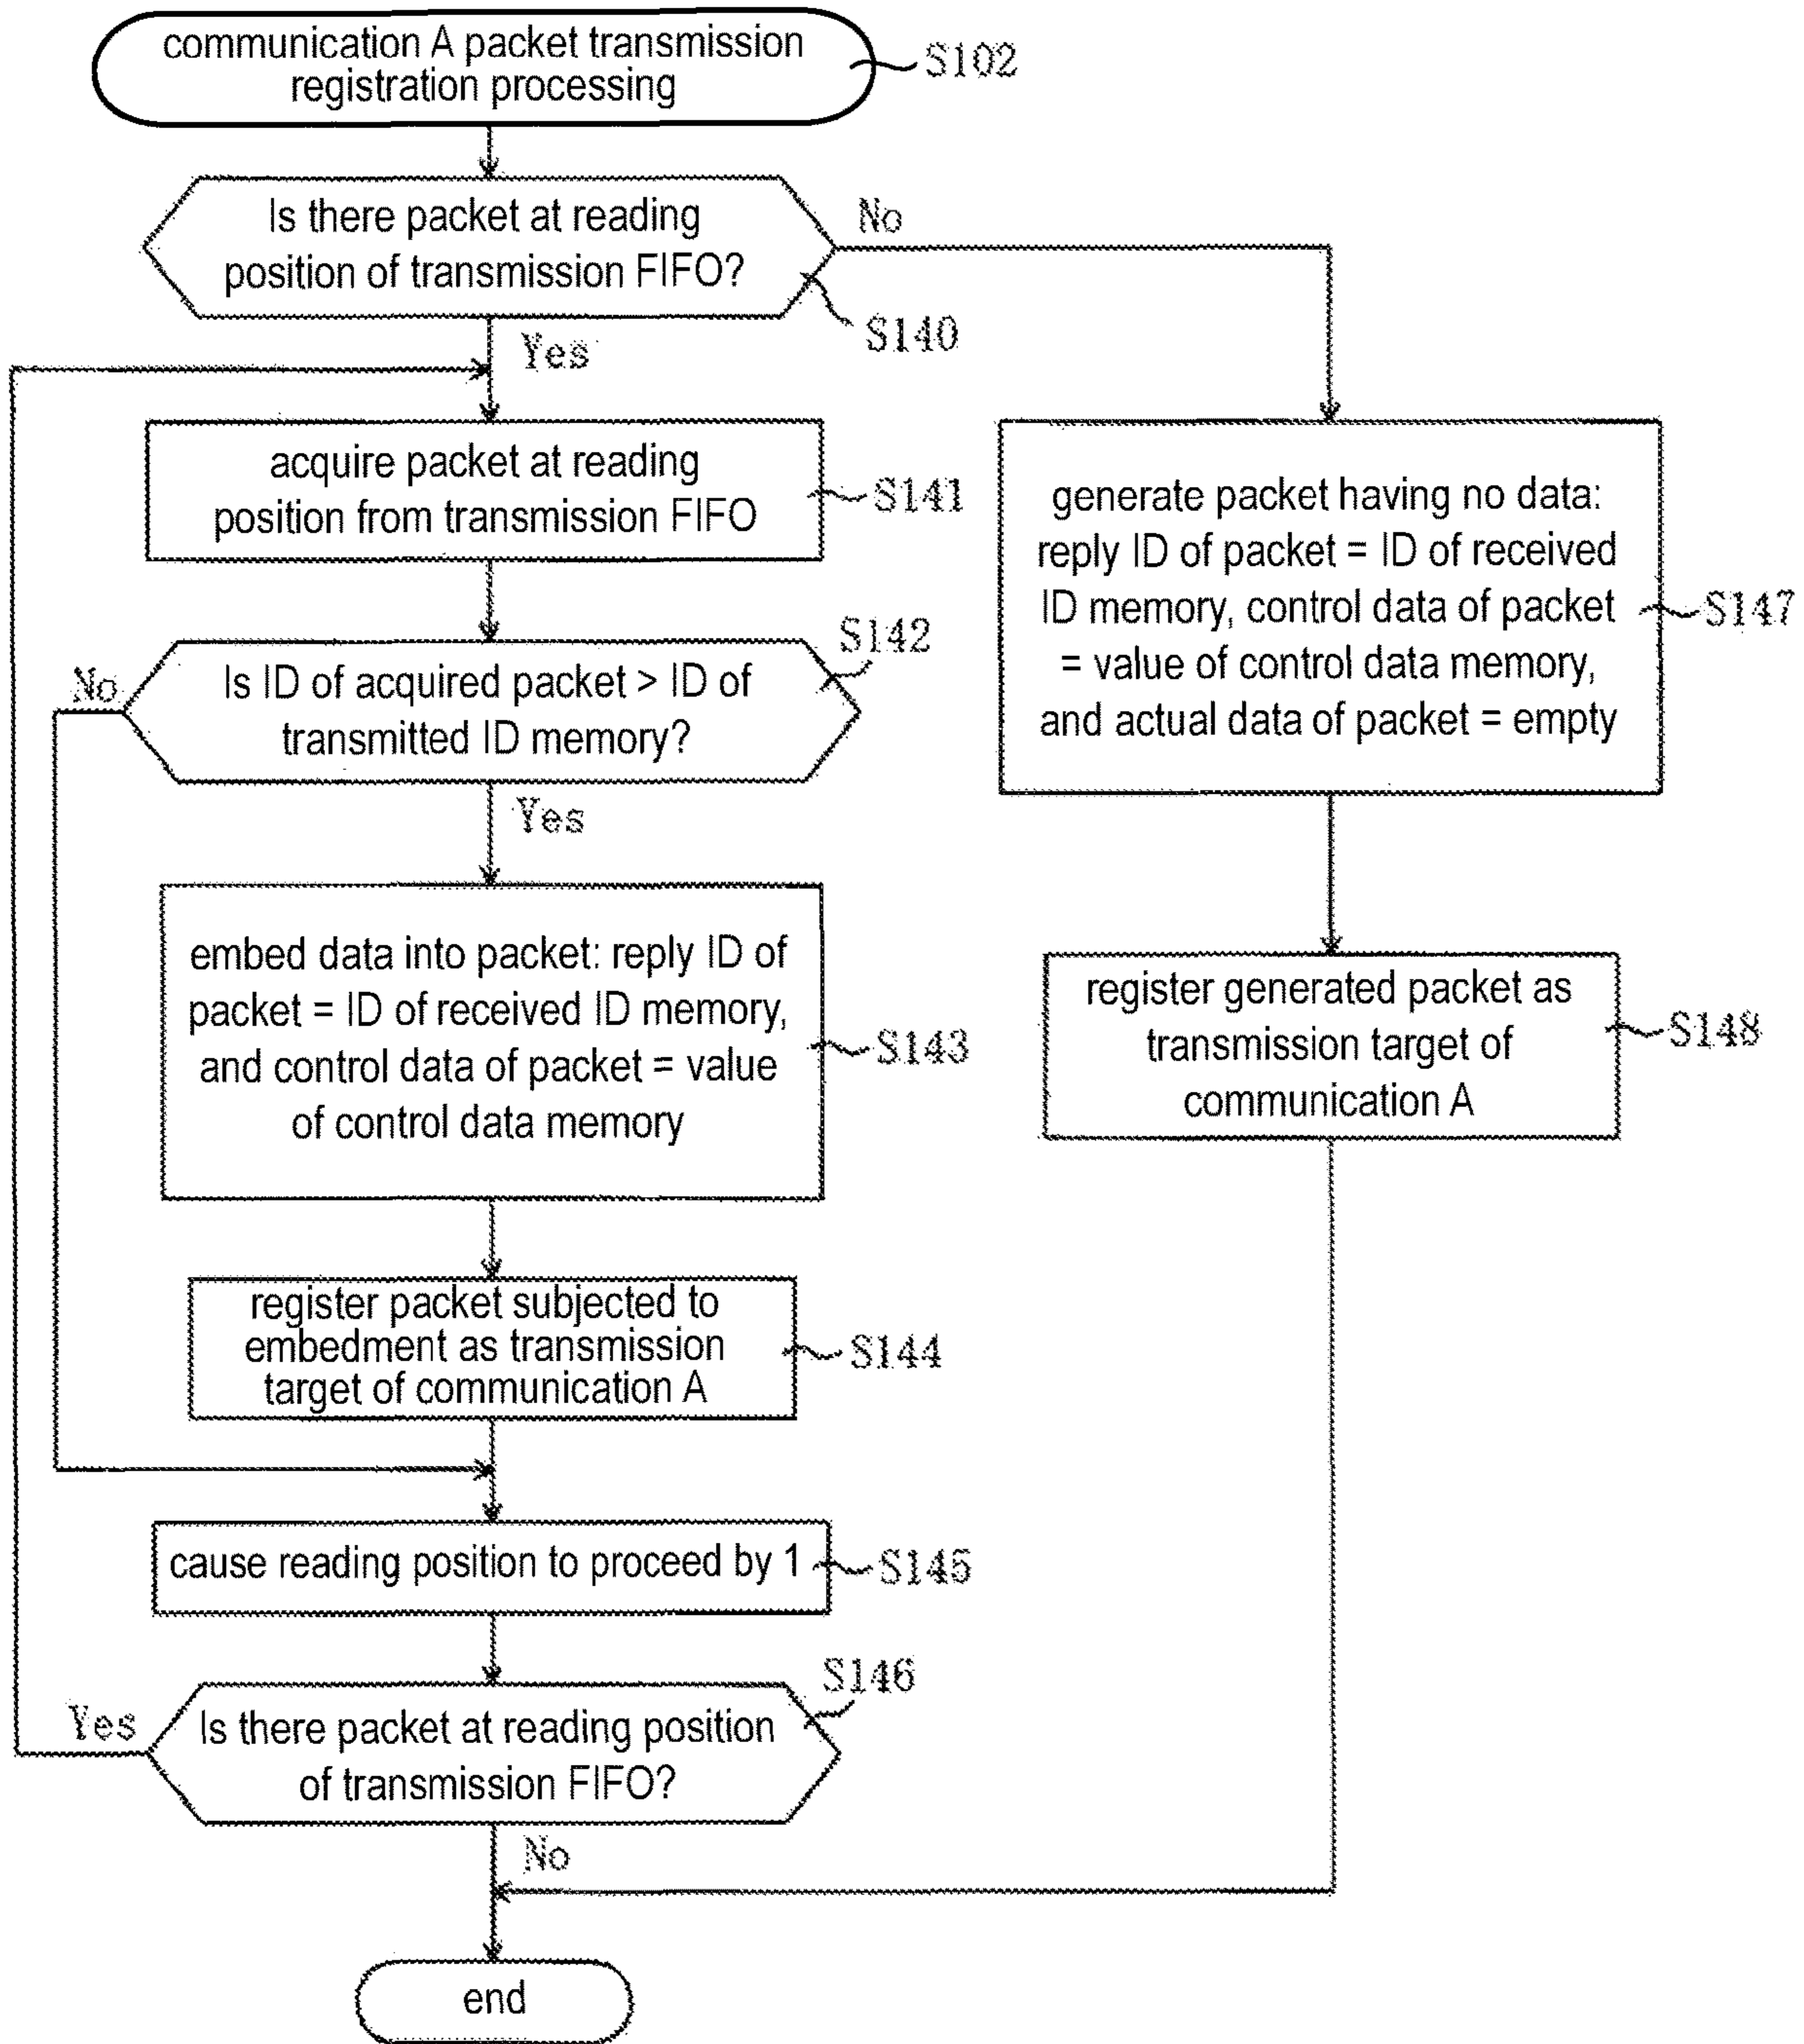 communication A packet transmission
registration processing
S102
Is there packet at reading
position of transmission FIFO?
No
S140
Yes
acquire packet at reading
position from transmission FIFO
S141
S142
Is ID of acquired packet > ID of
transmitted ID memory?
No
Yes
embed data into packet: reply ID of
packet = ID of received ID memory,
and control data of packet = value
of control data memory
S143
register packet subjected to
embedment as transmission
target of communication A
S144
cause reading position to proceed by 1
S145
S146
Is there packet at reading position
of transmission FIFO?
Yes
No
generate packet having no data:
reply ID of packet = ID of received
ID memory, control data of packet
= value of control data memory,
and actual data of packet = empty
S147
register generated packet as
transmission target of
communication A
S148
end